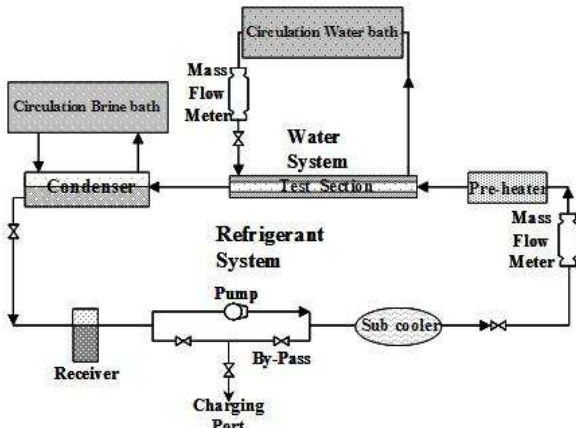 Circulation Water bath
Mass
Flow
Meter
Circulation Brine bath
Water
System
Condenser
Test Section
Pre-heater
Mass
Flow
Meter
Refrigerant
System
Pump
Sub cooler
By-Pass
Receiver
Charging
Port